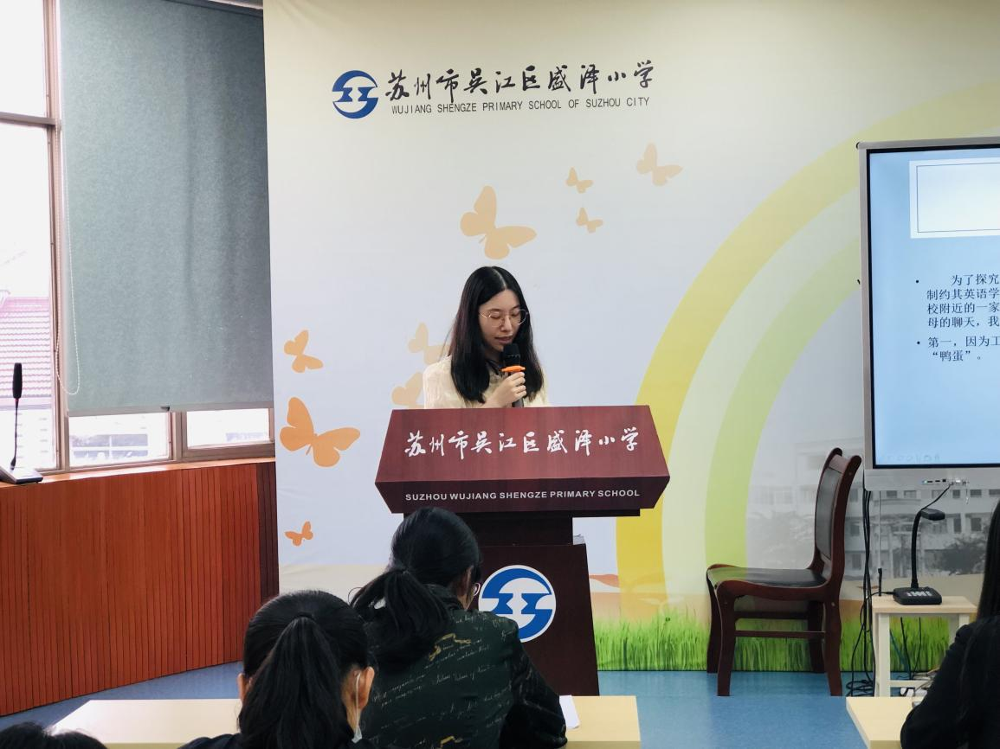 苏州市吴江区盛泽小学
WUJIANG SHENGZE PRIMARY SCHOOL OF SUZHOU CITY
为了探究
制约其英语学
校附近的一家
母的聊天，我
第一，因为工
“鸭蛋”。
苏州市吴江区盛泽小学
SUZHOU WUJIANG SHENGZE PRIMARY SCHOOL